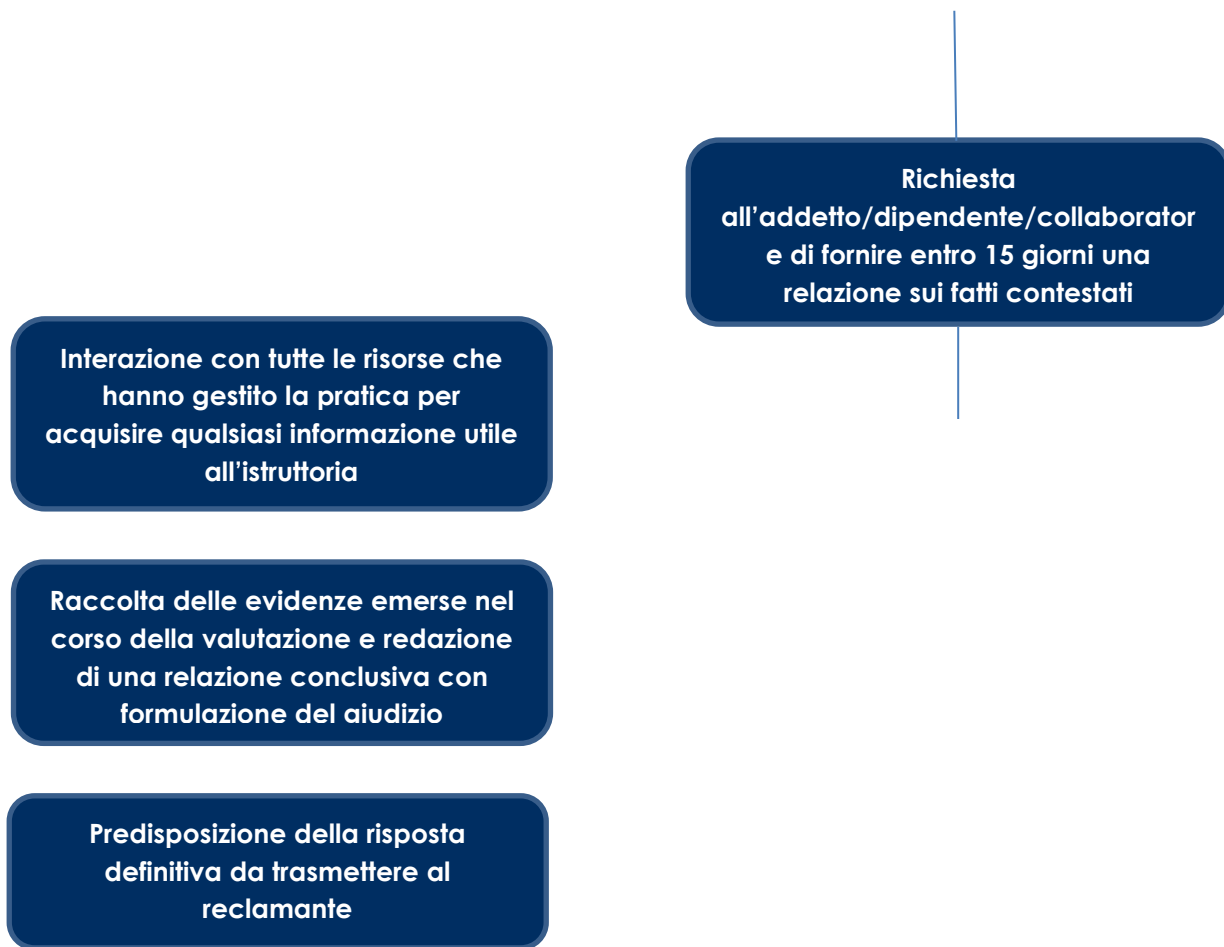 Richiesta
all'addetto/dipendente/collaborator
e di fornire entro 15 giorni una
relazione sui fatti contestati
Interazione con tutte le risorse che
hanno gestito la pratica per
acquisire qualsiasi informazione utile
all'istruttoria
Raccolta delle evidenze emerse nel
corso della valutazione e redazione
di una relazione conclusiva con
formulazione del aiudizio
Predisposizione della risposta
definitiva da trasmettere al
reclamante